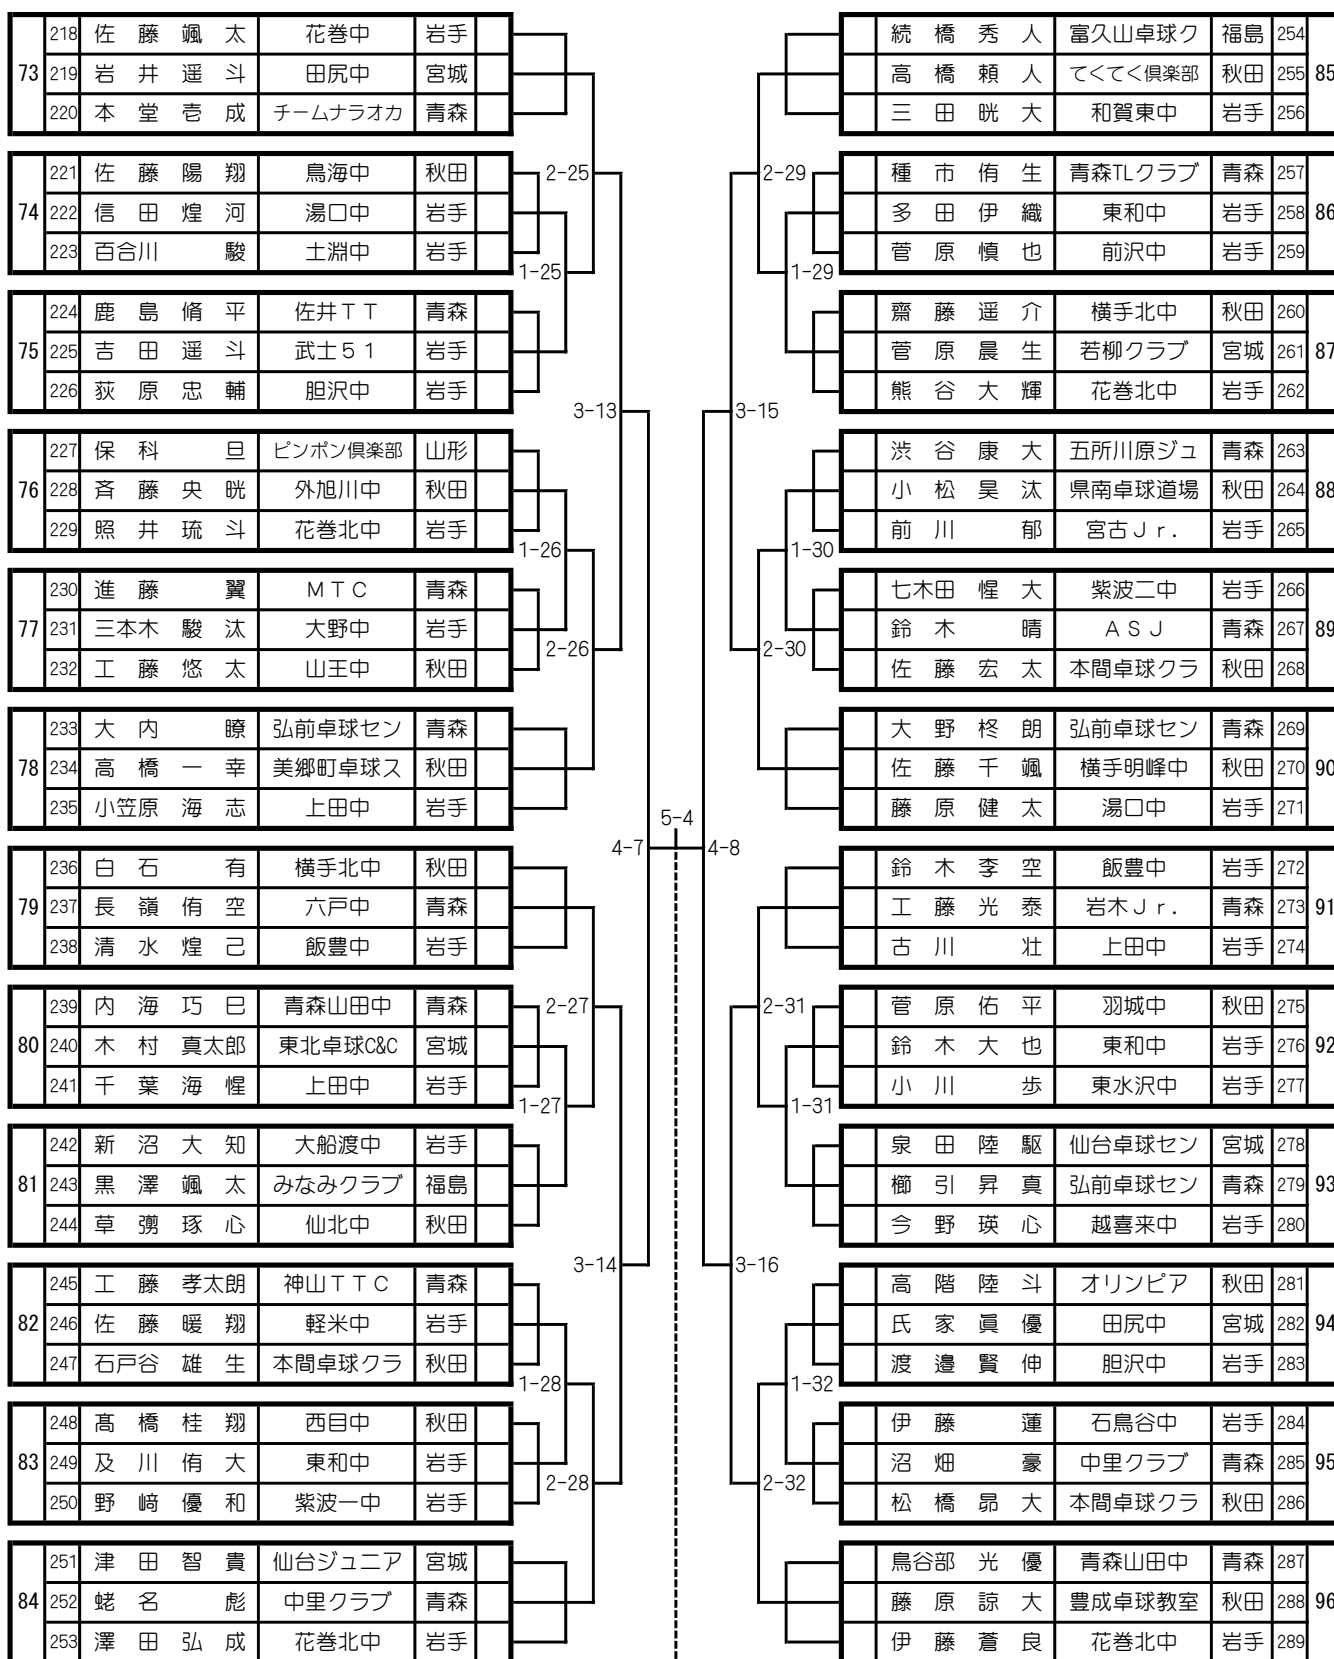 73
218 佐藤颯太 花巻中 岩手
219 岩井遥斗 田尻中 宮城
220 本堂壱成 チームナラオカ 青森
74
221 佐藤陽翔 鳥海中 秋田
222 信田煌河 湯口中 岩手
223 百合川駿 土淵中 岩手
75
224 鹿島脩平 佐井TT 青森
225 吉田遥斗 武士51 岩手
226 荻原忠輔 胆沢中 岩手
76
227 保科旦 ピンポン倶楽部 山形
228 斉藤央晄 外旭川中 秋田
229 照井琉斗 花巻北中 岩手
77
230 進藤翼 MTC 青森
231 三本木駿汰 大野中 岩手
232 工藤悠太 山王中 秋田
78
233 大内暸 弘前卓球セン 青森
234 高橋一幸 美郷町卓球ス 秋田
235 小笠原海志 上田中 岩手
79
236 白石有 横手北中 秋田
237 長嶺侑空 六戸中 青森
238 清水煌己 飯豊中 岩手
80
239 内海巧巳 青森山田中 青森
240 木村真太郎 東北卓球C&C 宮城
241 千葉海惺 上田中 岩手
81
242 新沼大知 大船渡中 岩手
243 黒澤颯太 みなみクラブ 福島
244 草彅琢心 仙北中 秋田
82
245 工藤孝太朗 神山TTC 青森
246 佐藤暖翔 軽米中 岩手
247 石戸谷雄生 本間卓球クラ 秋田
83
248 髙橋桂翔 西目中 秋田
249 及川侑大 東和中 岩手
250 野﨑優和 紫波一中 岩手
84
251 津田智貴 仙台ジュニア 宮城
252 蛯名彪 中里クラブ 青森
253 澤田弘成 花巻北中 岩手
2-25
1-25
3-13
1-26
2-26
4-7
2-27
1-27
3-14
1-28
2-28
5-4
4-8
2-29
1-29
3-15
1-30
2-30
2-31
1-31
3-16
1-32
2-32
続橋秀人 富久山卓球ク 福島 254
高橋頼人 てくてく倶楽部 秋田 255
三田晄大 和賀東中 岩手 256
85
種市侑生 青森TLクラブ 青森 257
多田伊織 東和中 岩手 258
菅原慎也 前沢中 岩手 259
86
齋藤遥介 横手北中 秋田 260
菅原晨生 若柳クラブ 宮城 261
熊谷大輝 花巻北中 岩手 262
87
渋谷康大 五所川原ジュ 青森 263
小松昊汰 県南卓球道場 秋田 264
前川郁 宮古Jr. 岩手 265
88
七木田惺大 紫波二中 岩手 266
鈴木晴 ASJ 青森 267
佐藤宏太 本間卓球クラ 秋田 268
89
大野柊朗 弘前卓球セン 青森 269
佐藤千颯 横手明峰中 秋田 270
藤原健太 湯口中 岩手 271
90
鈴木李空 飯豊中 岩手 272
工藤光泰 岩木Jr. 青森 273
古川壮 上田中 岩手 274
91
菅原佑平 羽城中 秋田 275
鈴木大也 東和中 岩手 276
小川歩 東水沢中 岩手 277
92
泉田陸駆 仙台卓球セン 宮城 278
櫛引昇真 弘前卓球セン 青森 279
今野瑛心 越喜来中 岩手 280
93
高階陸斗 オリンピア 秋田 281
氏家眞優 田尻中 宮城 282
渡邉賢伸 胆沢中 岩手 283
94
伊藤蓮 石鳥谷中 岩手 284
沼畑豪 中里クラブ 青森 285
松橋昴大 本間卓球クラ 秋田 286
95
鳥谷部光優 青森山田中 青森 287
藤原諒大 豊成卓球教室 秋田 288
伊藤蒼良 花巻北中 岩手 289
96